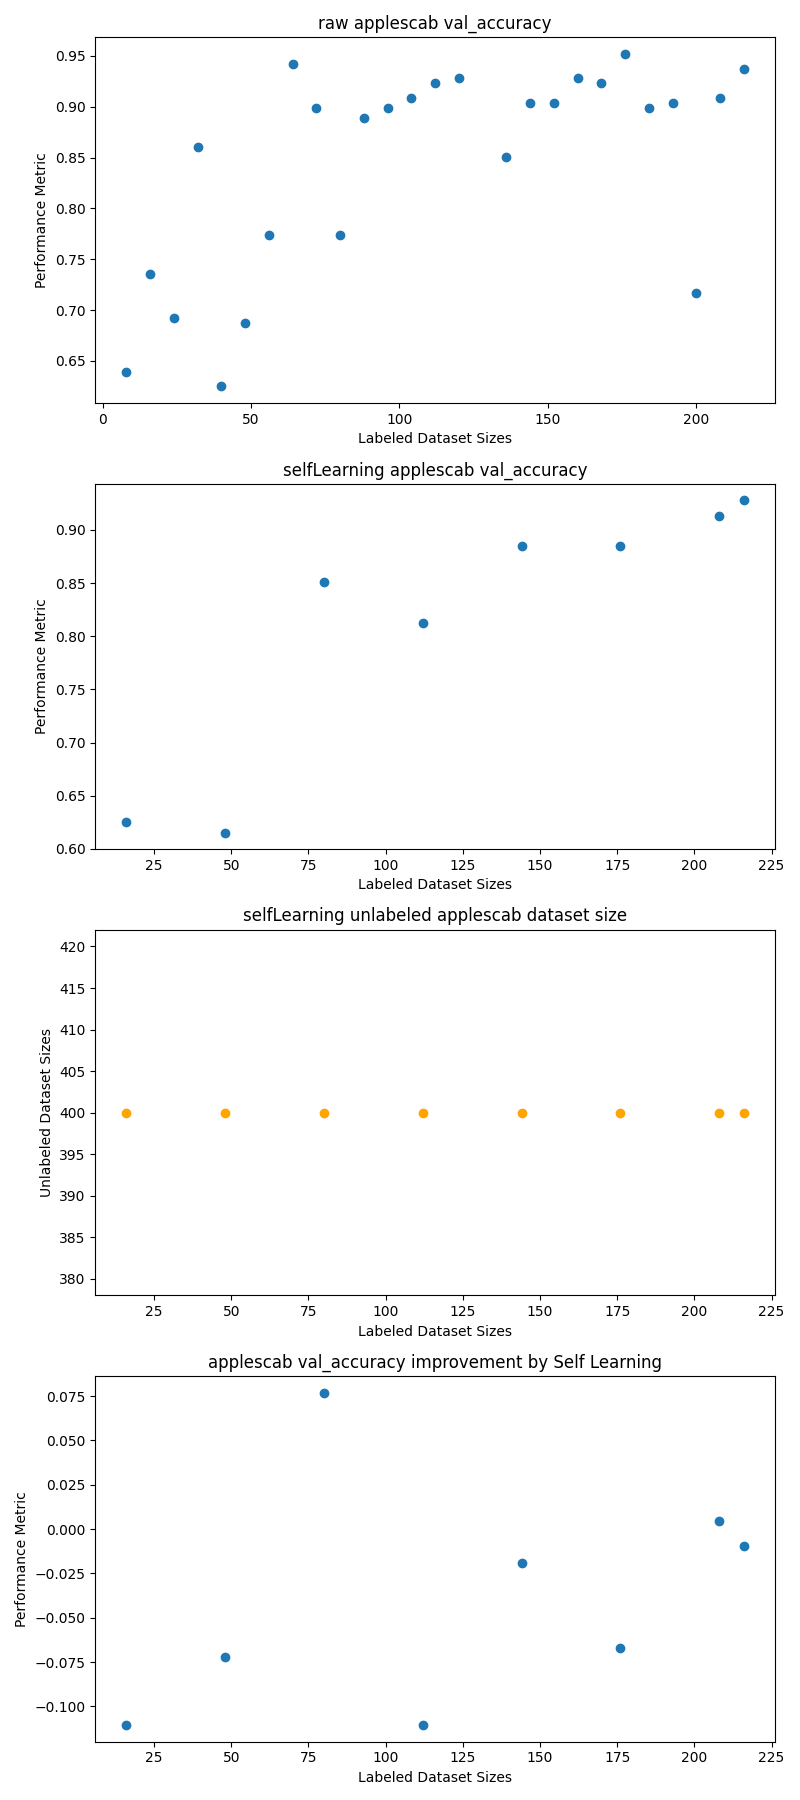 raw applescab val_accuracy
Performance Metric
0.95
0.90
0.85
0.80
0.75
0.70
0.65
0 50 100 150 200
Labeled Dataset Sizes
selfLearning applescab val_accuracy
Performance Metric
0.90
0.85
0.80
0.75
0.70
0.65
0.60
25 50 75 100 125 150 175 200 225
Labeled Dataset Sizes
selfLearning unlabeled applescab dataset size
Unlabeled Dataset Sizes
420
415
410
405
400
395
390
385
380
25 50 75 100 125 150 175 200 225
Labeled Dataset Sizes
applescab val_accuracy improvement by Self Learning
Performance Metric
0.075
0.050
0.025
0.000
−0.025
−0.050
−0.075
−0.100
25 50 75 100 125 150 175 200 225
Labeled Dataset Sizes